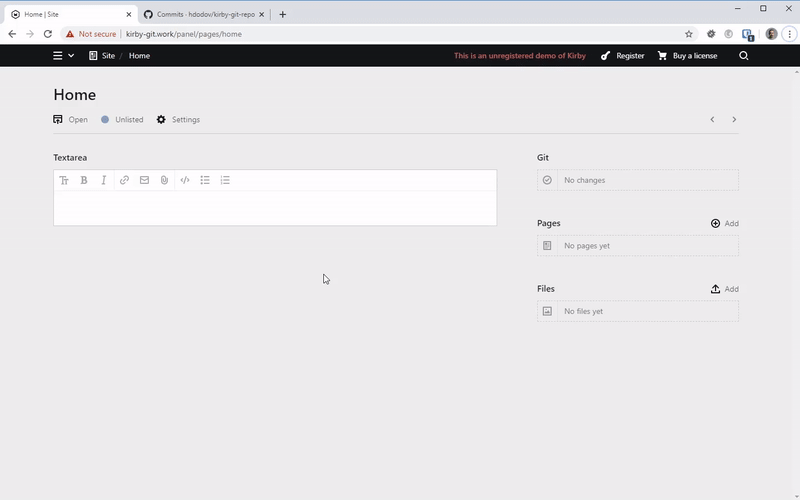 Home | Site
Commits · hdodov/kirby-git-repo
Not secure | kirby-git.work/panel/pages/home
Site / Home
This is an unregistered demo of Kirby
Register
Buy a license
Home
Open
Unlisted
Settings
Textarea
Git
No changes
Pages
Add
No pages yet
Files
Add
No files yet